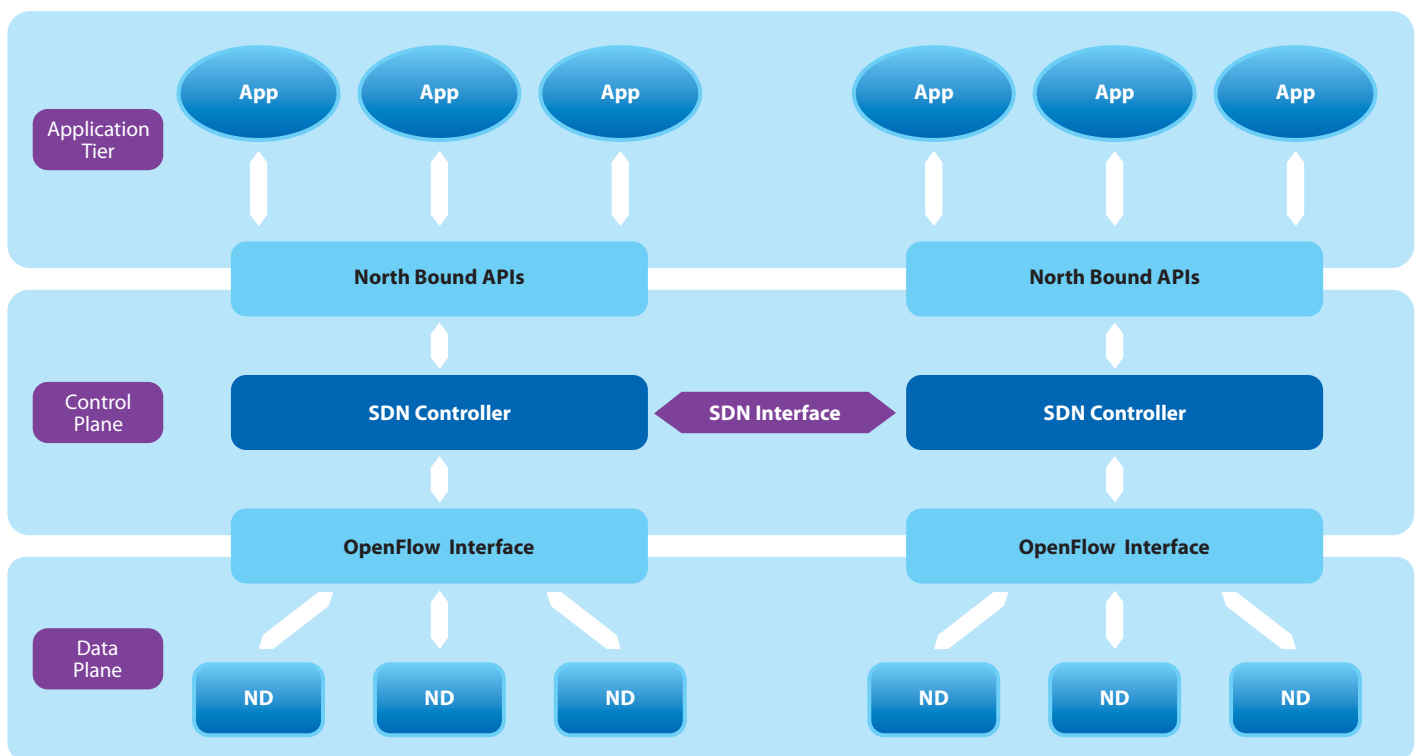 App App App App App App
Application
Tier
North Bound APIs North Bound APIs
Control
Plane
SDN Controller SDN Interface SDN Controller
OpenFlow Interface OpenFlow Interface
Data
Plane
ND ND ND ND ND ND